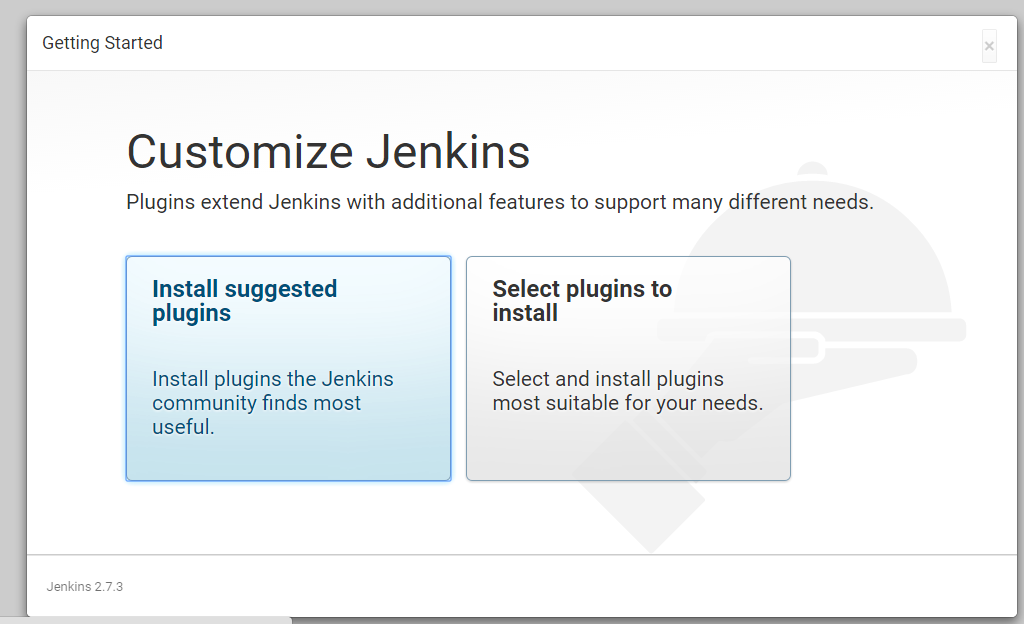 Getting Started
×
Customize Jenkins
Plugins extend Jenkins with additional features to support many different needs.
Install suggested
plugins
Install plugins the Jenkins
community finds most
useful.
Select plugins to
install
Select and install plugins
most suitable for your needs.
Jenkins 2.7.3